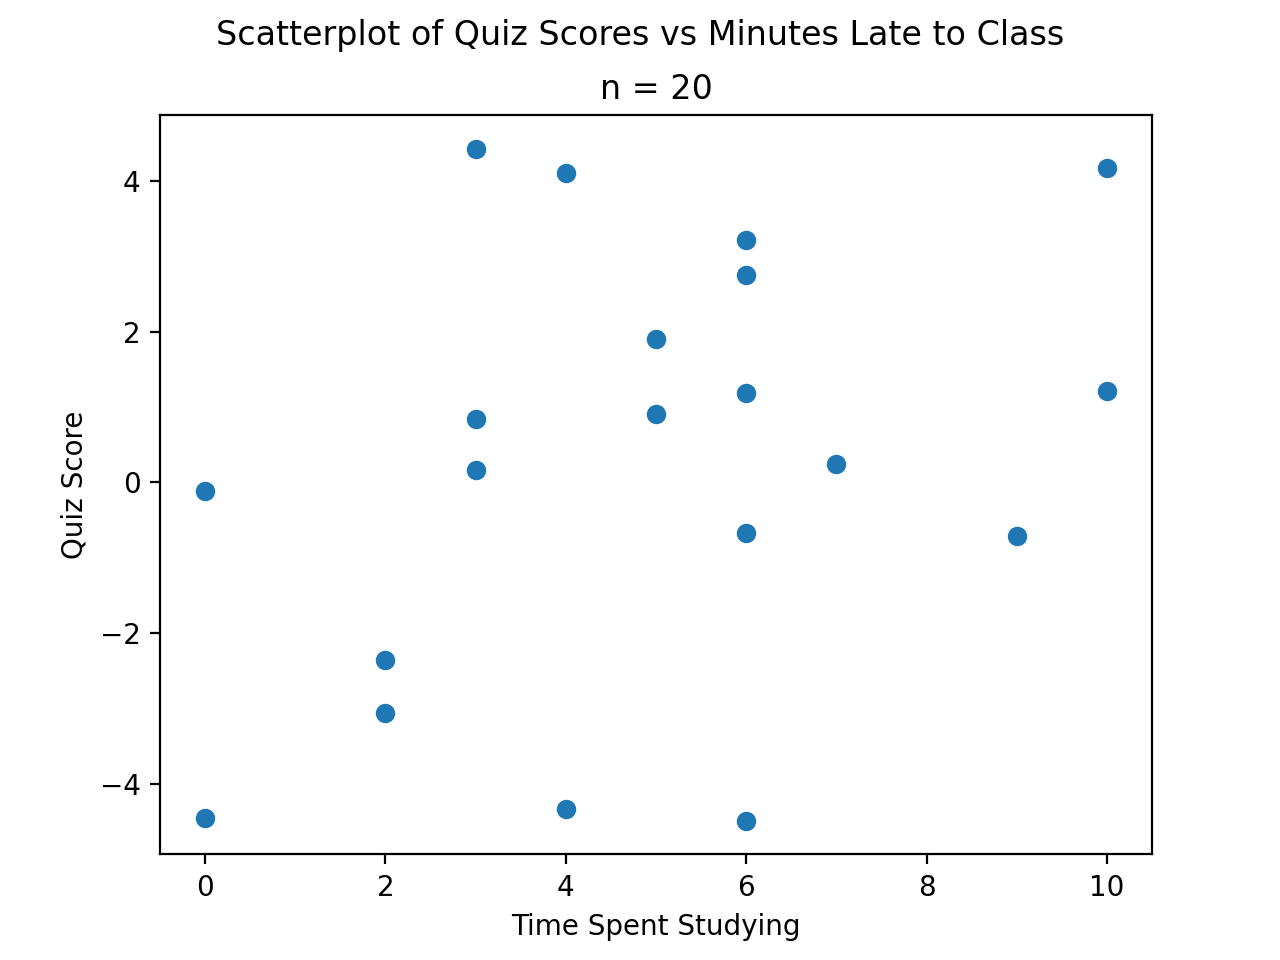 Scatterplot of Quiz Scores vs Minutes Late to Class
n = 20
4
2
0
−2
−4
Quiz Score
0 2 4 6 8 10
Time Spent Studying